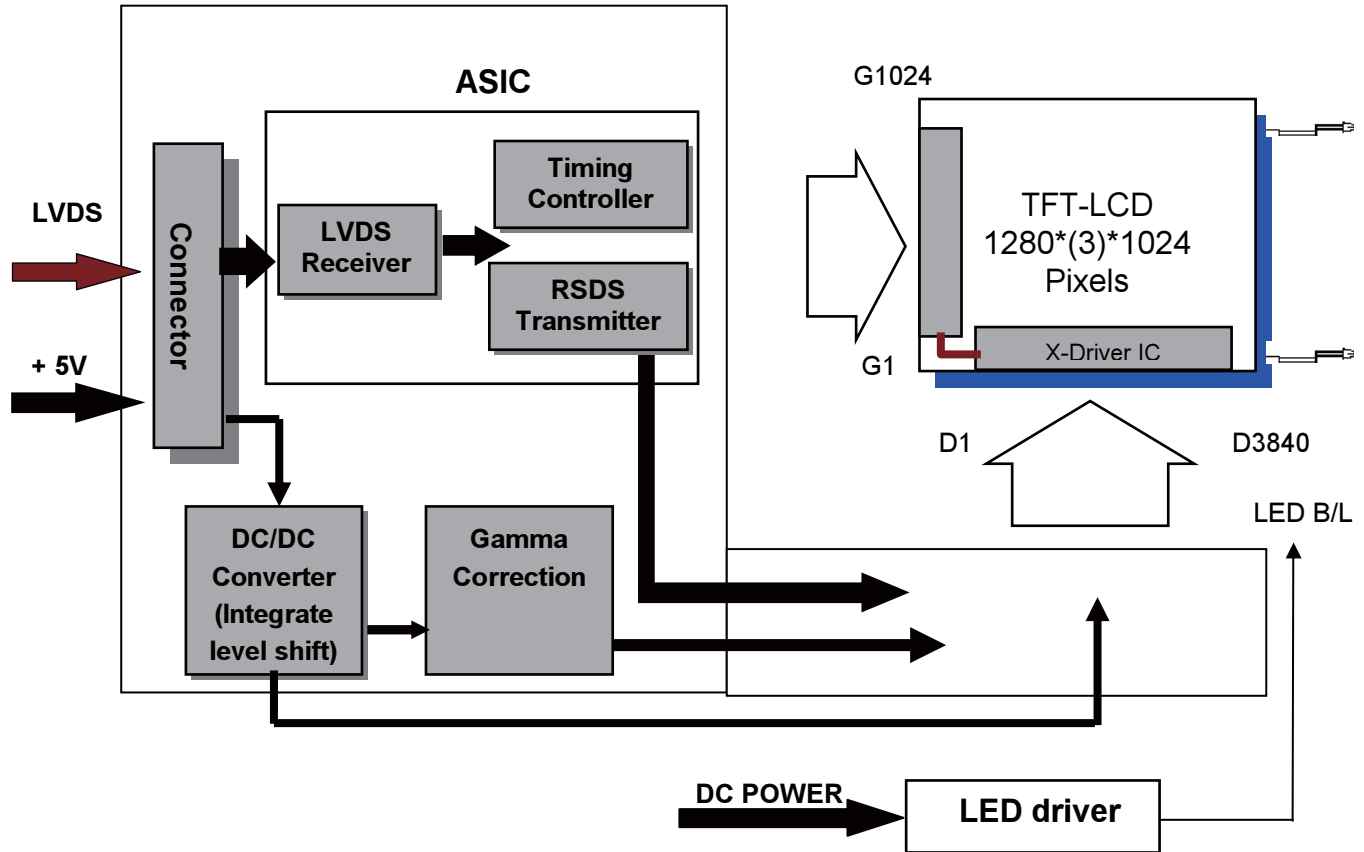 ASIC
G1024
Timing
Controller
LVDS
Connector
LVDS
Receiver
TFT-LCD
1280*(3)*1024
Pixels
RSDS
Transmitter
+ 5V
G1
X-Driver IC
D1
D3840
LED B/L
DC/DC
Converter
(Integrate
level shift)
Gamma
Correction
DC POWER
LED driver